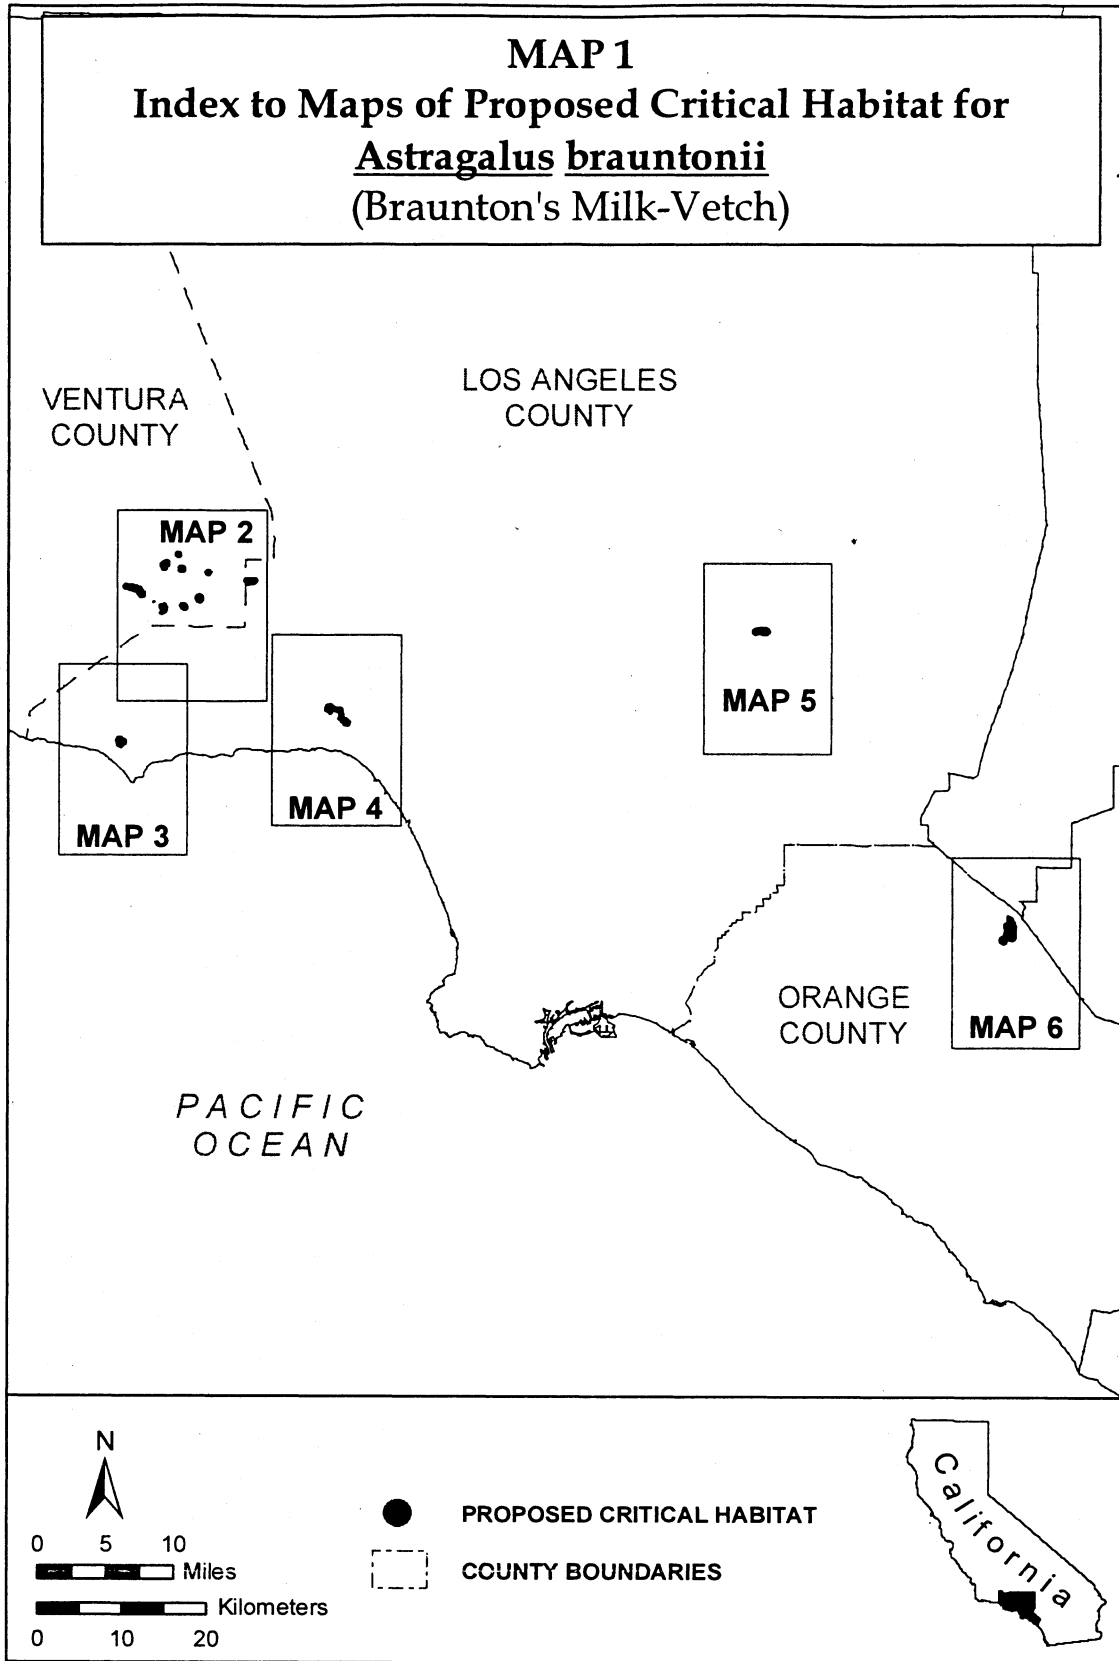 MAP 1
Index to Maps of Proposed Critical Habitat for
Astragalus brauntonii
(Braunton's Milk-Vetch)
VENTURA
COUNTY
LOS ANGELES
COUNTY
MAP 2
MAP 5
MAP 4
MAP 3
ORANGE
COUNTY
MAP 6
PACIFIC
OCEAN
N
0 5 10
Miles
Kilometers
0 10 20
PROPOSED CRITICAL HABITAT
COUNTY BOUNDARIES
California